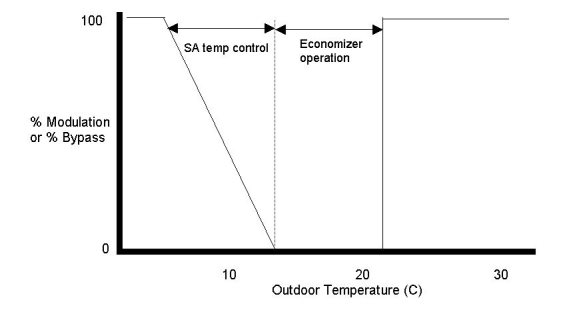 100
SA temp control
Economizer
operation
% Modulation
or % Bypass
0
10
20
30
Outdoor Temperature (C)